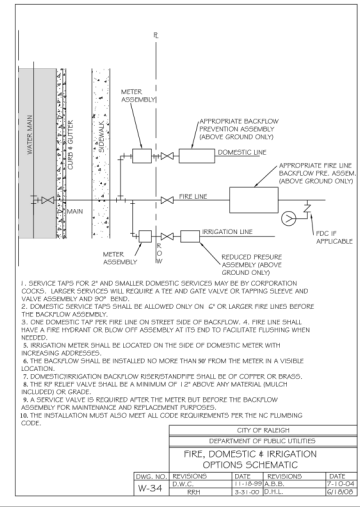 P
METER
ASSEMBLY
APPROPRIATE BACKFLOW
PREVENTION ASSEMBLY
(ABOVE GROUND ONLY)
DOMESTIC LINE
APPROPRIATE FIRE LINE
BACKFLOW PRE. ASSEM.
(ABOVE GROUND ONLY)
WATER MAIN
CURB & GUTTER
SIDEWALK
FIRE LINE
MAIN
FDC IF
APPLICABLE
IRRIGATION LINE
METER
ASSEMBLY
R
O
W
REDUCED PRESURE
ASSEMBLY (ABOVE
GROUND ONLY)
1. SERVICE TAPS FOR 2" AND SMALLER DOMESTIC SERVICES MAY BE BY CORPORATION
COCKS. LARGER SERVICES WILL REQUIRE A TEE AND GATE VALVE OR TAPPING SLEEVE AND
VALVE ASSEMBLY AND 90° BEND.
2. DOMESTIC SERVICE TAPS SHALL BE ALLOWED ONLY ON 6" OR LARGER FIRE LINES BEFORE
THE BACKFLOW ASSEMBLY.
3. ONE DOMESTIC TAP PER FIRE LINE ON STREET SIDE OF BACKFLOW. 4. FIRE LINE SHALL
HAVE A FIRE HYDRANT OR BLOW OFF ASSEMBLY AT ITS END TO FACILITATE FLUSHING WHEN
NEEDED.
5. IRRIGATION METER SHALL BE LOCATED ON THE SIDE OF DOMESTIC METER WITH
INCREASING ADDRESSES.
6. THE BACKFLOW SHALL BE INSTALLED NO MORE THAN 50' FROM THE METER IN A VISIBLE
LOCATION.
7. DOMESTIC/IRRIGATION BACKFLOW RISER/STANDPIPE SHALL BE OF COPPER OR BRASS.
8. THE RP RELIEF VALVE SHALL BE A MINIMUM OF 12" ABOVE ANY MATERIAL (MULCH
INCLUDED) OR GRADE.
9. A SERVICE VALVE IS REQUIRED AFTER THE METER BUT BEFORE THE BACKFLOW
ASSEMBLY FOR MAINTENANCE AND REPLACEMENT PURPOSES.
10. THE INSTALLATION MUST ALSO MEET ALL CODE REQUIREMENTS PER THE NC PLUMBING
CODE.
CITY OF RALEIGH
DEPARTMENT OF PUBLIC UTILITIES
FIRE, DOMESTIC & IRRIGATION
OPTIONS SCHEMATIC
DWG. NO. REVISIONS DATE REVISIONS DATE
W-34 D.W.C. 11-18-99 A.B.B. 7-10-04
RRH 3-31-00 D.H.L. 6/18/08